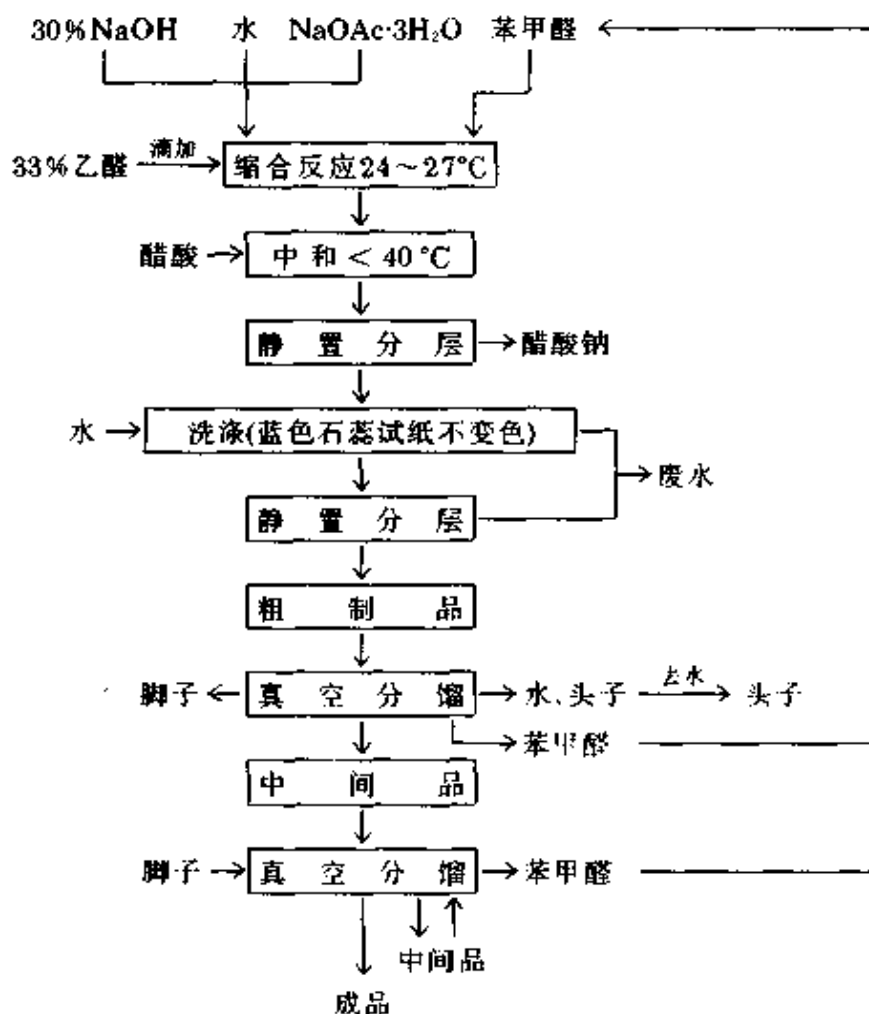 30%NaOH 水 NaOAc·3H₂O 苯甲醛
33%乙醛 滴加 缩合反应24～27℃
醋酸 中和＜40℃
静置分层 醋酸钠
水 洗涤(蓝色石蕊试纸不变色)
废水
静置分层
粗制品
脚子 真空分馏 水、头子 去水 头子
苯甲醛
中间品
脚子 真空分馏 苯甲醛
中间品
成品